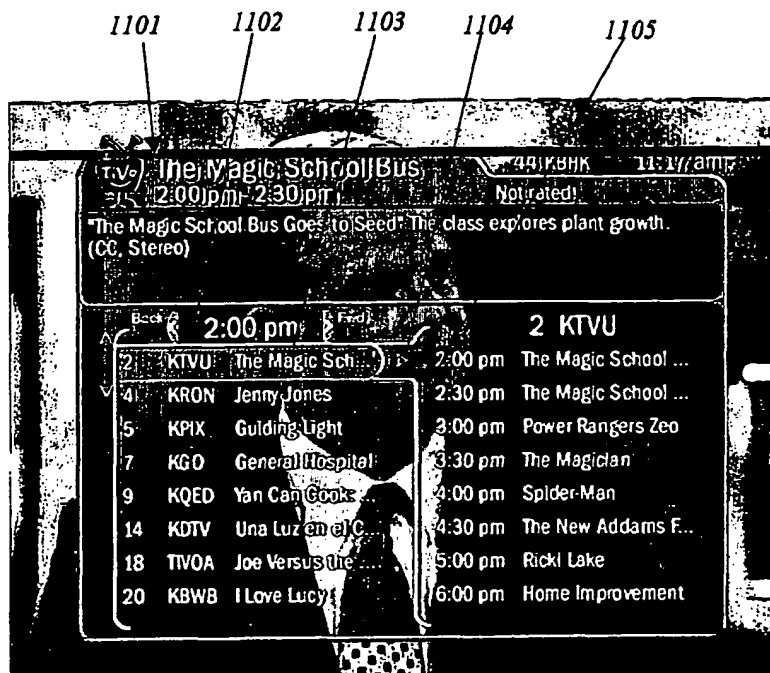 1101 1102 1103 1104 1105
TiVo The Magic School Bus 44 KBHK 11:17 am
2:00 pm - 2:30 pm Not rated
"The Magic School Bus Goes to Seed" The class explores plant growth.
(CC, Stereo)
Back 2:00 pm Fwd 2 KTVU
2 KTVU The Magic Sch... 2:00 pm The Magic School ...
4 KRON Jenny Jones 2:30 pm The Magic School ...
5 KPIX Guiding Light 3:00 pm Power Rangers Zeo
7 KGO General Hospital 3:30 pm The Magician
9 KQED Yan Can Cook: ... 4:00 pm Spider-Man
14 KDTV Una Luz en el C... 4:30 pm The New Addams F...
18 TIVOA Joe Versus the ... 5:00 pm Ricki Lake
20 KBWB I Love Lucy 6:00 pm Home Improvement